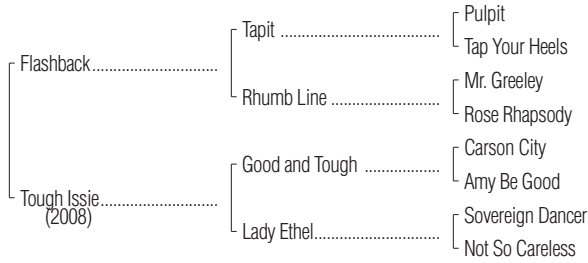 Pulpit
Tapit ..............................
Tap Your Heels
Flashback..............................
Mr. Greeley
Rhumb Line .........................
Rose Rhapsody
Carson City
Good and Tough ..................
Amy Be Good
Tough Issie............................
(2008)
Sovereign Dancer
Lady Ethel.............................
Not So Careless